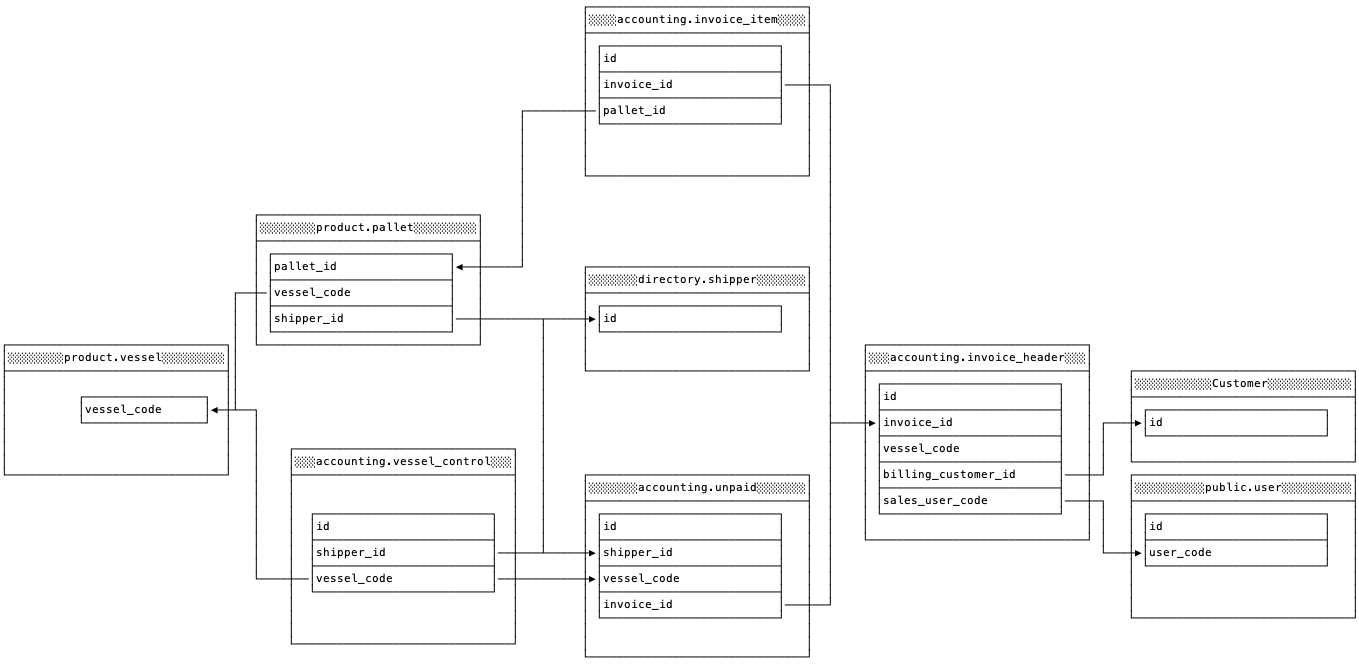 accounting.invoice_item
id
invoice_id
pallet_id
product.pallet
pallet_id
vessel_code
shipper_id
directory.shipper
id
product.vessel
vessel_code
accounting.vessel_control
id
shipper_id
vessel_code
accounting.unpaid
id
shipper_id
vessel_code
invoice_id
accounting.invoice_header
id
invoice_id
vessel_code
billing_customer_id
sales_user_code
Customer
id
public.user
id
user_code